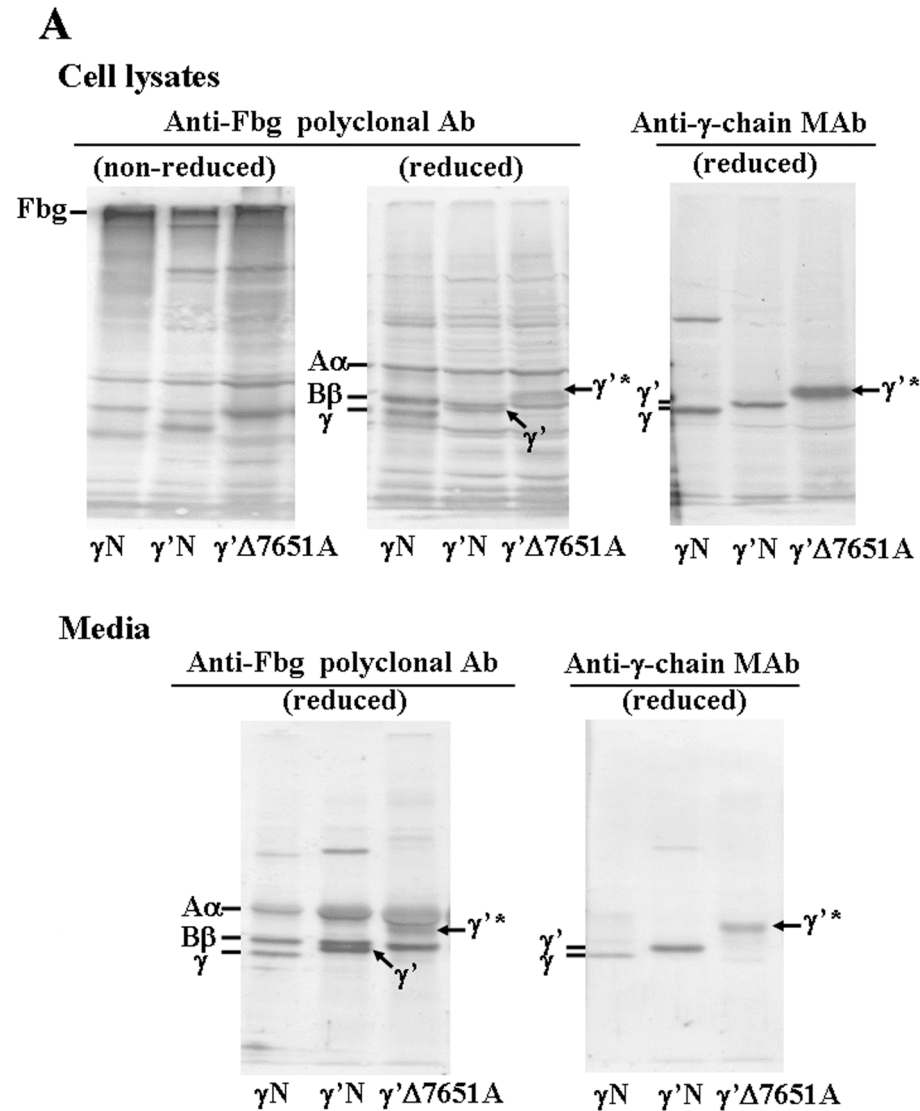 A
Cell lysates
Anti-Fbg polyclonal Ab
Anti-γ-chain MAb
(non-reduced)
(reduced)
(reduced)
Fbg
Aα
Bβ
γ
γ'*
γ'
γ'
γ
γ'*
γN γ'N γ'Δ7651A
γN γ'N γ'Δ7651A
γN γ'N γ'Δ7651A
Media
Anti-Fbg polyclonal Ab
Anti-γ-chain MAb
(reduced)
(reduced)
Aα
Bβ
γ
γ'*
γ'
γ'
γ
γ'*
γN γ'N γ'Δ7651A
γN γ'N γ'Δ7651A